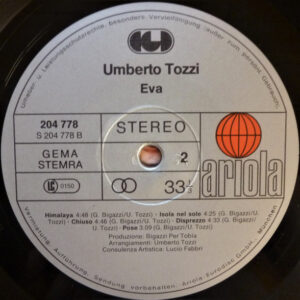 Umberto Tozzi
Eva
204 778
S 204 778 B
STEREO
GEMA
STEMRA
2
LC 0150
33⅓
ariola
Himalaya 4:46 (G. Bigazzi/U. Tozzi) · Isola nel sole 4:25 (G. Bigazzi/U.
Tozzi) · Chiuso 4:46 (G. Bigazzi/U. Tozzi) · Disprezzo 4:33 (G. Bigazzi/
U. Tozzi) · Pose 3.09 (G. Bigazzi/U. Tozzi)
Produzione: Bigazzi Per Tobia
Arrangiamenti: Umberto Tozzi
Consulenza Artistica: Lucio Fabbri